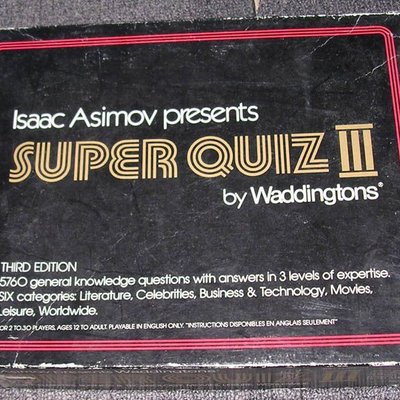 Isaac Asimov presents
SUPER QUIZ III
by Waddingtons®
THIRD EDITION
5760 general knowledge questions with answers in 3 levels of expertise.
SIX categories: Literature, Celebrities, Business & Technology, Movies,
Leisure, Worldwide.
FOR 2 TO 30 PLAYERS. AGES 12 TO ADULT. PLAYABLE IN ENGLISH ONLY. "INSTRUCTIONS DISPONIBLES EN ANGLAIS SEULEMENT"